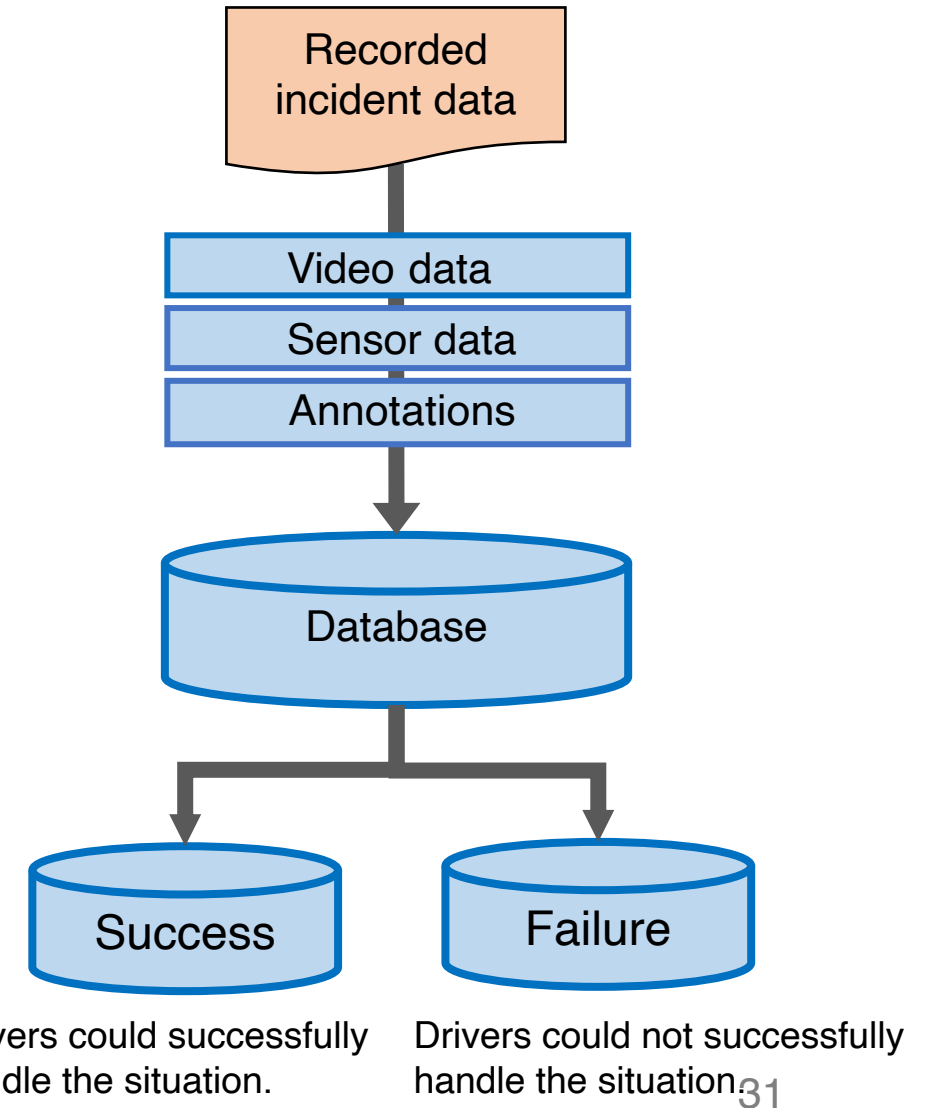 Recorded
incident data
Video data
Sensor data
Annotations
Database
Success
Failure
vers could successfully
dle the situation.
Drivers could not successfully
handle the situation.
31